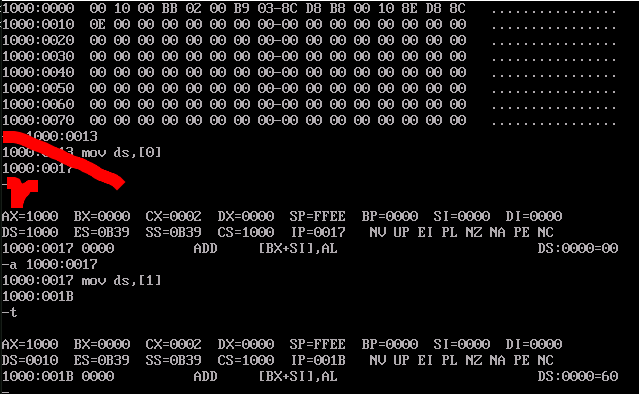 1000:0000  00 10 00 BB 02 00 B9 03-8C D8 B8 00 10 8E D8 8C   ................
1000:0010  0E 00 00 00 00 00 00 00-00 00 00 00 00 00 00 00   ................
1000:0020  00 00 00 00 00 00 00 00-00 00 00 00 00 00 00 00   ................
1000:0030  00 00 00 00 00 00 00 00-00 00 00 00 00 00 00 00   ................
1000:0040  00 00 00 00 00 00 00 00-00 00 00 00 00 00 00 00   ................
1000:0050  00 00 00 00 00 00 00 00-00 00 00 00 00 00 00 00   ................
1000:0060  00 00 00 00 00 00 00 00-00 00 00 00 00 00 00 00   ................
1000:0070  00 00 00 00 00 00 00 00-00 00 00 00 00 00 00 00   ................
1000:0013
mov ds,[0]
1000:0017
-r
AX=1000  BX=0000  CX=0002  DX=0000  SP=FFEE  BP=0000  SI=0000  DI=0000
DS=1000  ES=0B39  SS=0B39  CS=1000  IP=0017   NV UP EI PL NZ NA PE NC
1000:0017 0000          ADD     [BX+SI],AL                         DS:0000=00
-a 1000:0017
1000:0017 mov ds,[1]
1000:001B
-t
AX=1000  BX=0000  CX=0002  DX=0000  SP=FFEE  BP=0000  SI=0000  DI=0000
DS=0010  ES=0B39  SS=0B39  CS=1000  IP=001B   NV UP EI PL NZ NA PE NC
1000:001B 0000          ADD     [BX+SI],AL                         DS:0000=60
-